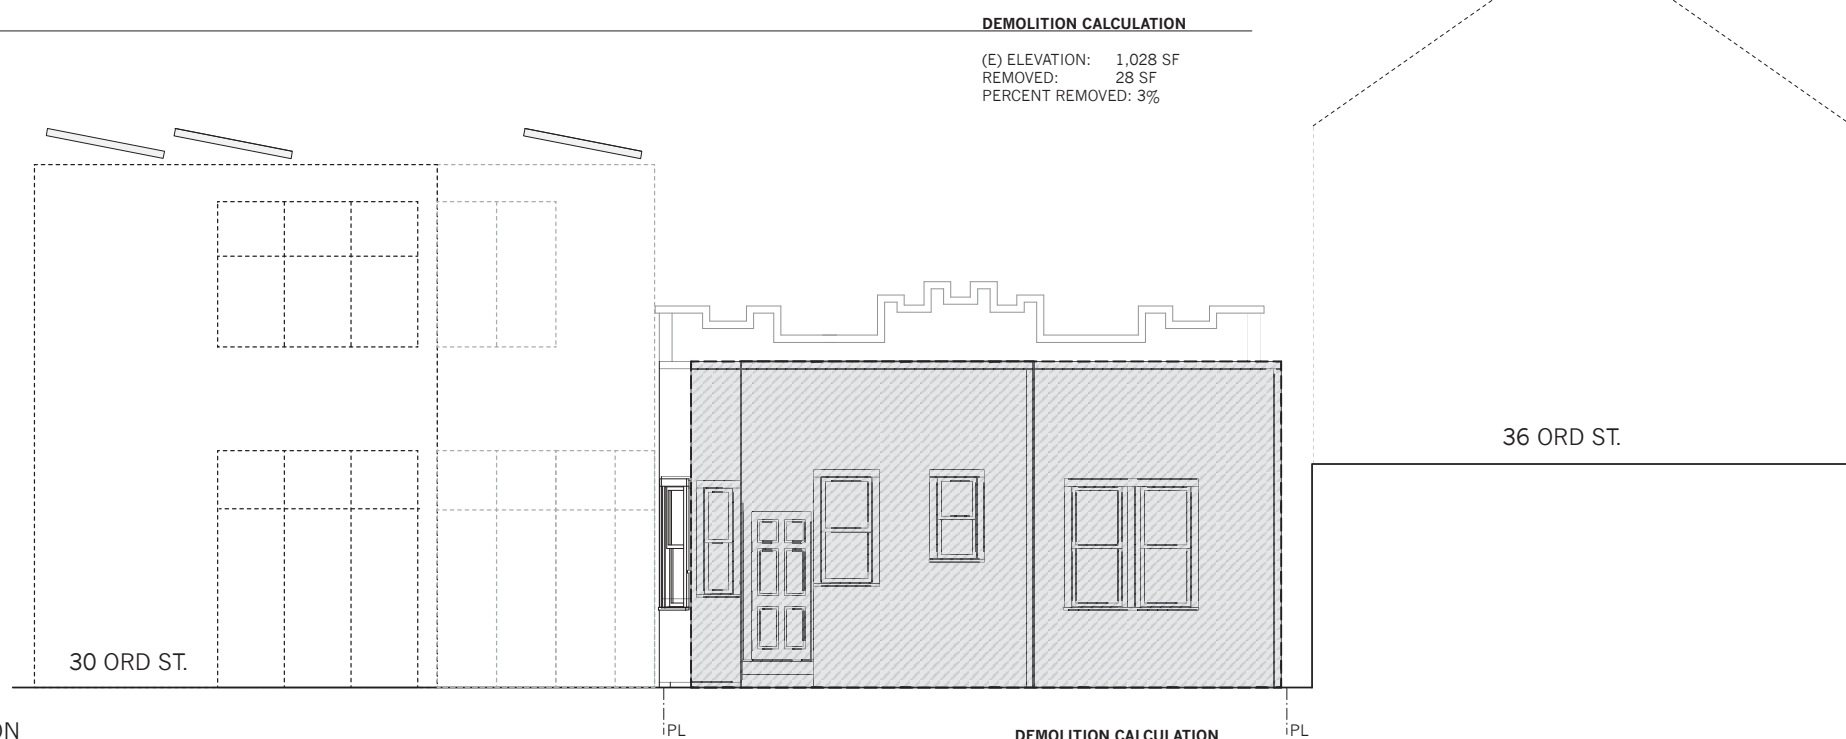 DEMOLITION CALCULATION
(E) ELEVATION: 1,028 SF
REMOVED: 28 SF
PERCENT REMOVED: 3%
36 ORD ST.
30 ORD ST.
ON
PL
DEMOLITION CALCULATION
PL